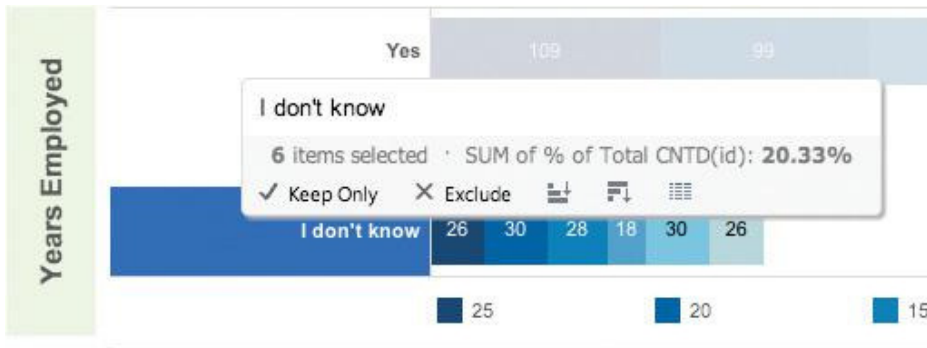 Years Employed
Yes 109 99
I don't know
6 items selected · SUM of % of Total CNTD(id): 20.33%
Keep Only Exclude
I don't know 26 30 28 18 30 26
25 20 15